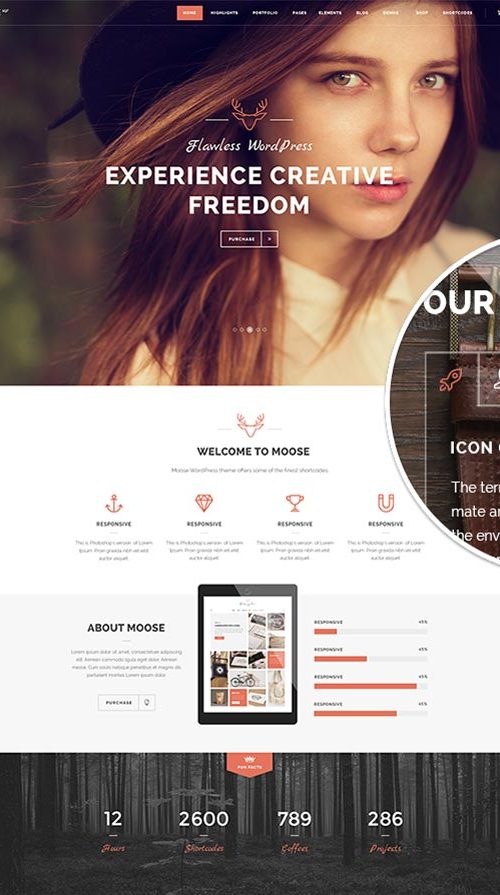 HOME HIGHLIGHTS PORTFOLIO PAGES ELEMENTS BLOG DEMOS SHOP SHORTCODES
Flawless WordPress
EXPERIENCE CREATIVE
FREEDOM
PURCHASE >
OUR
ICON
The
mate
the
WELCOME TO MOOSE
Moose WordPress theme offers some of the finest shortcodes
RESPONSIVE RESPONSIVE RESPONSIVE RESPONSIVE
This is Photoshop's version of Lorem This is Photoshop's version of Lorem This is Photoshop's version of Lorem This is Photoshop's version of Lorem
Ipsum. Proin gravida nibh vel velit Ipsum. Proin gravida nibh vel velit Ipsum. Proin gravida nibh vel velit Ipsum. Proin gravida nibh vel velit
auctor aliquet. auctor aliquet. auctor aliquet. auctor aliquet.
ABOUT MOOSE
Lorem ipsum dolor sit amet, consectetur
adipiscing elit. Aenean commodo ligula eget
dolor. Cum sociis natoque penatibus et magnis dis
parturient montes Lorem ipsum dolor
PURCHASE
RESPONSIVE 45%
RESPONSIVE 45%
RESPONSIVE 45%
RESPONSIVE 45%
FUN FACTS
12 2600 789 286
Hours Shortcodes Coffees Projects